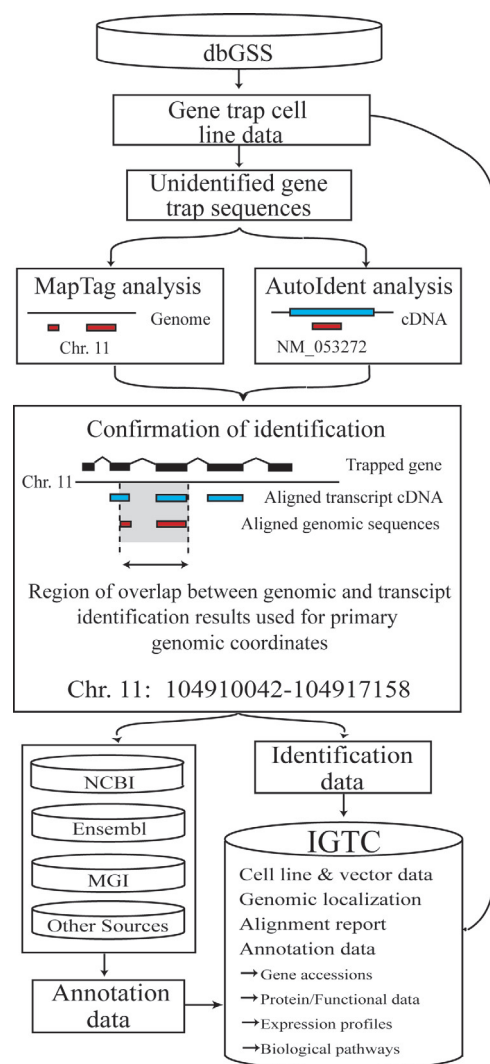 dbGSS
Gene trap cell
line data
Unidentified gene
trap sequences
MapTag analysis
Genome
Chr. 11
AutoIdent analysis
cDNA
NM_053272
Confirmation of identification
Trapped gene
Chr. 11
Aligned transcript cDNA
Aligned genomic sequences
Region of overlap between genomic and transcipt
identification results used for primary
genomic coordinates
Chr. 11: 104910042-104917158
NCBI
Ensembl
MGI
Other Sources
Annotation
data
Identification
data
IGTC
Cell line & vector data
Genomic localization
Alignment report
Annotation data
→Gene accessions
→Protein/Functional data
→Expression profiles
→Biological pathways